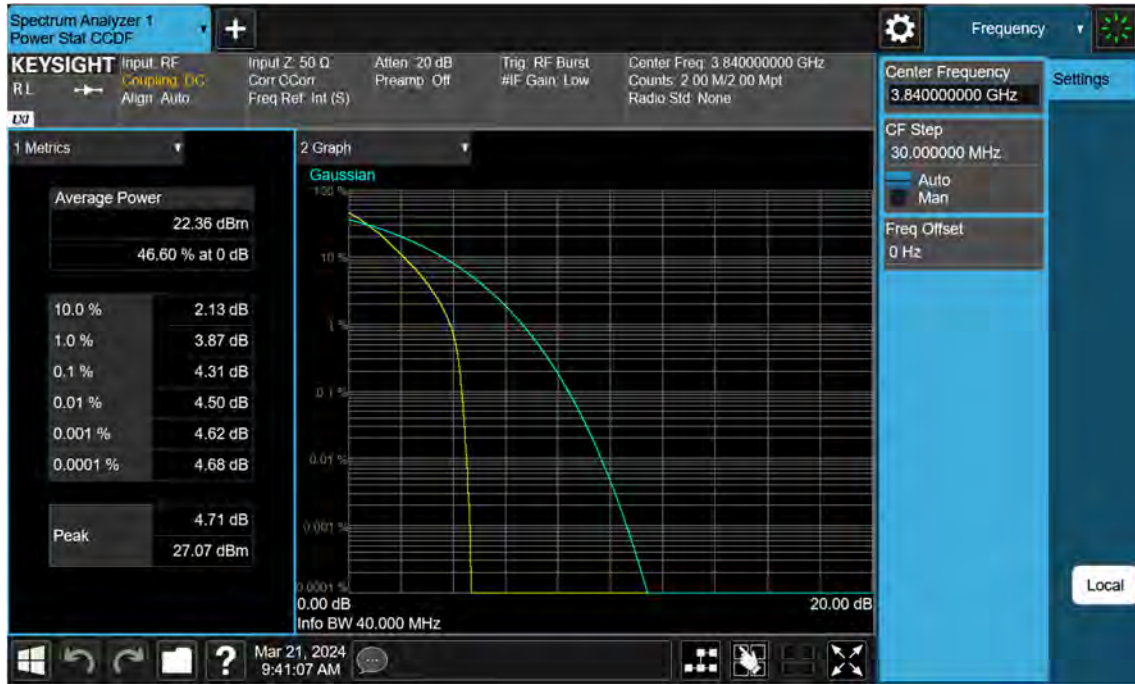 Spectrum Analyzer 1
Power Stat CCDF
+
Frequency
KEYSIGHT
RL
LXI
Input: RF
Coupling: DC
Align: Auto
Input Z: 50 Ω
Corr CCorr
Freq Ref: Int (S)
Atten: 20 dB
Preamp: Off
Trig: RF Burst
#IF Gain: Low
Center Freq: 3.840000000 GHz
Counts: 2.00 M/2.00 Mpt
Radio Std: None
Center Frequency
3.840000000 GHz
Settings
CF Step
30.000000 MHz
Auto
Man
Freq Offset
0 Hz
Local
1 Metrics
Average Power
22.36 dBm
46.60 % at 0 dB
10.0 % 2.13 dB
1.0 % 3.87 dB
0.1 % 4.31 dB
0.01 % 4.50 dB
0.001 % 4.62 dB
0.0001 % 4.68 dB
Peak 4.71 dB
27.07 dBm
2 Graph
Gaussian
100 %
10 %
1 %
0.1 %
0.01 %
0.001 %
0.0001 %
0.00 dB 20.00 dB
Info BW 40.000 MHz
?
Mar 21, 2024
9:41:07 AM